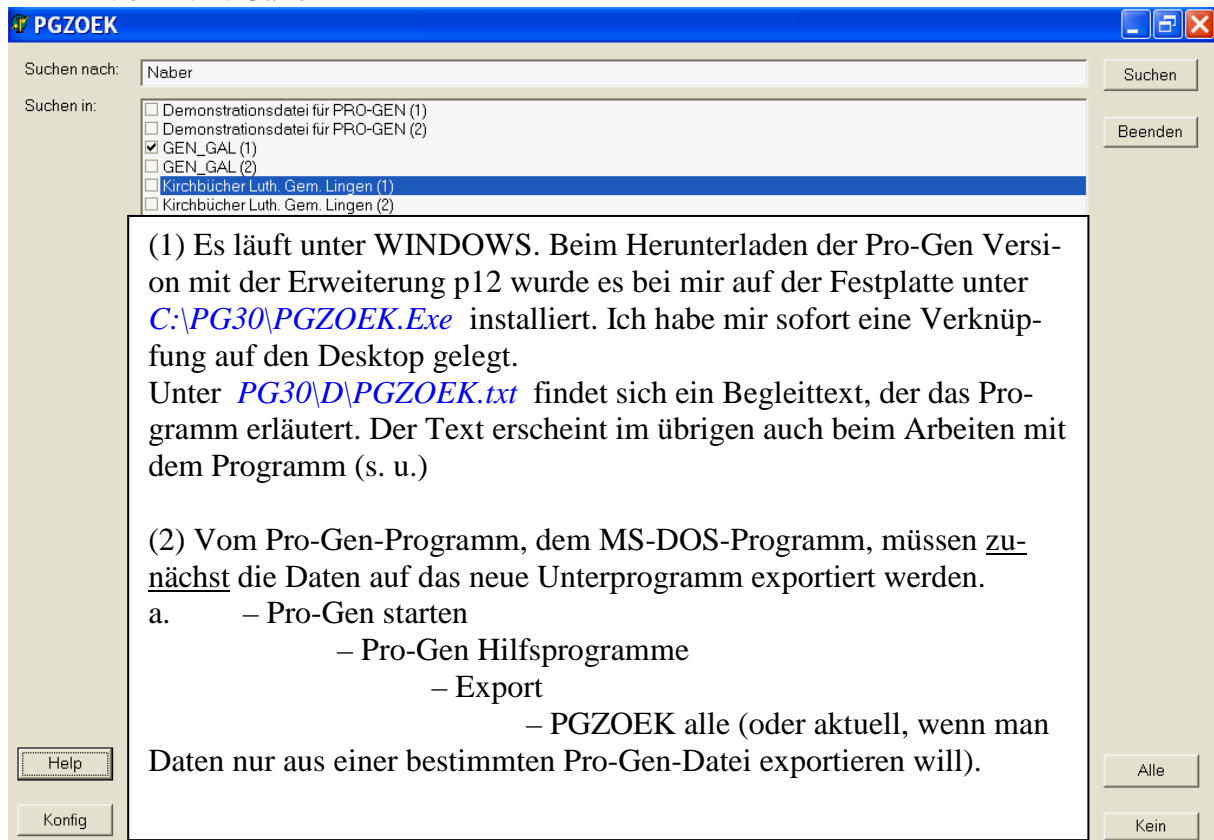 PGZOEK
Suchen nach: Naber Suchen
Suchen in: Demonstrationsdatei für PRO-GEN (1)
Demonstrationsdatei für PRO-GEN (2) Beenden
GEN_GAL (1)
GEN_GAL (2)
Kirchbücher Luth. Gem. Lingen (1)
Kirchbücher Luth. Gem. Lingen (2)
(1) Es läuft unter WINDOWS. Beim Herunterladen der Pro-Gen Versi-
on mit der Erweiterung p12 wurde es bei mir auf der Festplatte unter
C:\PG30\PGZOEK.Exe installiert. Ich habe mir sofort eine Verknüp-
fung auf den Desktop gelegt.
Unter PG30\D\PGZOEK.txt findet sich ein Begleittext, der das Pro-
gramm erläutert. Der Text erscheint im übrigen auch beim Arbeiten mit
dem Programm (s. u.)
(2) Vom Pro-Gen-Programm, dem MS-DOS-Programm, müssen zu-
nächst die Daten auf das neue Unterprogramm exportiert werden.
a. – Pro-Gen starten
– Pro-Gen Hilfsprogramme
– Export
– PGZOEK alle (oder aktuell, wenn man
Daten nur aus einer bestimmten Pro-Gen-Datei exportieren will).
Help Alle
Konfig Kein